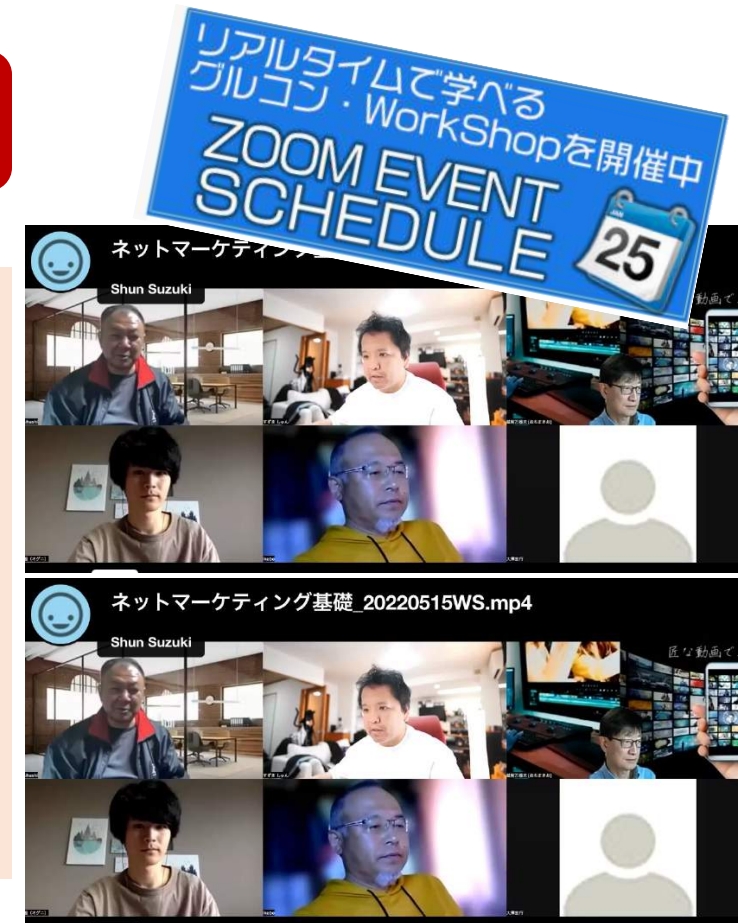 リアルタイムで学べる
グルコン・WorkShopを開催中
ZOOM EVENT
SCHEDULE
JAN
25
ネットマーケティング
Shun Suzuki
動画で
ネットマーケティング基礎_20220515WS.mp4
Shun Suzuki
匠な動画で